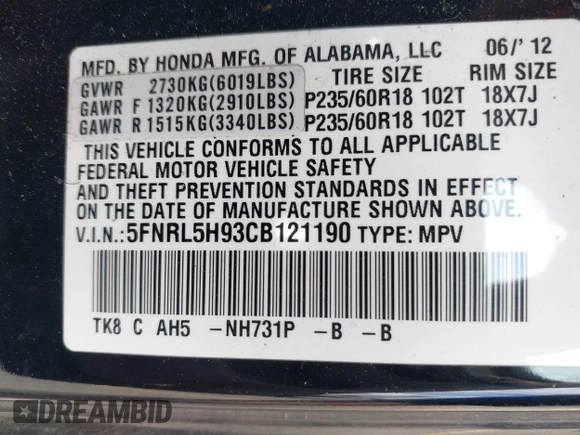 MFD. BY HONDA MFG. OF ALABAMA, LLC 06/'12
GVWR 2730KG(6019LBS) TIRE SIZE RIM SIZE
GAWR F 1320KG(2910LBS) P235/60R18 102T 18X7J
GAWR R 1515KG(3340LBS) P235/60R18 102T 18X7J
THIS VEHICLE CONFORMS TO ALL APPLICABLE
FEDERAL MOTOR VEHICLE SAFETY
AND THEFT PREVENTION STANDARDS IN EFFECT
ON THE DATE OF MANUFACTURE SHOWN ABOVE.
V.I.N.:5FNRL5H93CB121190 TYPE: MPV
TK8 C AH5 -NH731P -B -B
DREAMBID